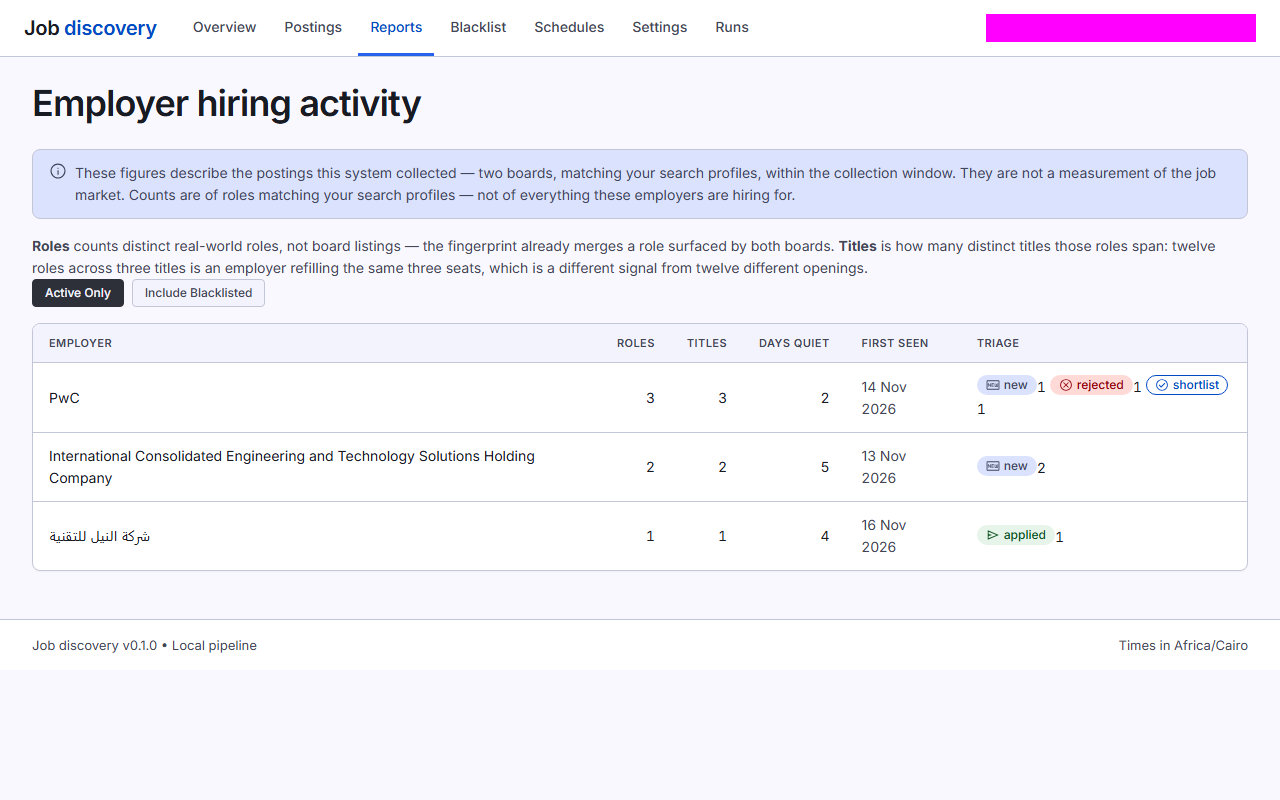 Job discovery Overview Postings Reports Blacklist Schedules Settings Runs
Employer hiring activity
These figures describe the postings this system collected — two boards, matching your search profiles, within the collection window. They are not a measurement of the job
market. Counts are of roles matching your search profiles — not of everything these employers are hiring for.
Roles counts distinct real-world roles, not board listings — the fingerprint already merges a role surfaced by both boards. Titles is how many distinct titles those roles span: twelve
roles across three titles is an employer refilling the same three seats, which is a different signal from twelve different openings.
Active Only Include Blacklisted
EMPLOYER ROLES TITLES DAYS QUIET FIRST SEEN TRIAGE
PwC 3 3 2 14 Nov 2026 new 1 rejected 1 shortlist 1
International Consolidated Engineering and Technology Solutions Holding
Company 2 2 5 13 Nov 2026 new 2
شركة النيل للتقنية 1 1 4 16 Nov 2026 applied 1
Job discovery v0.1.0 • Local pipeline Times in Africa/Cairo